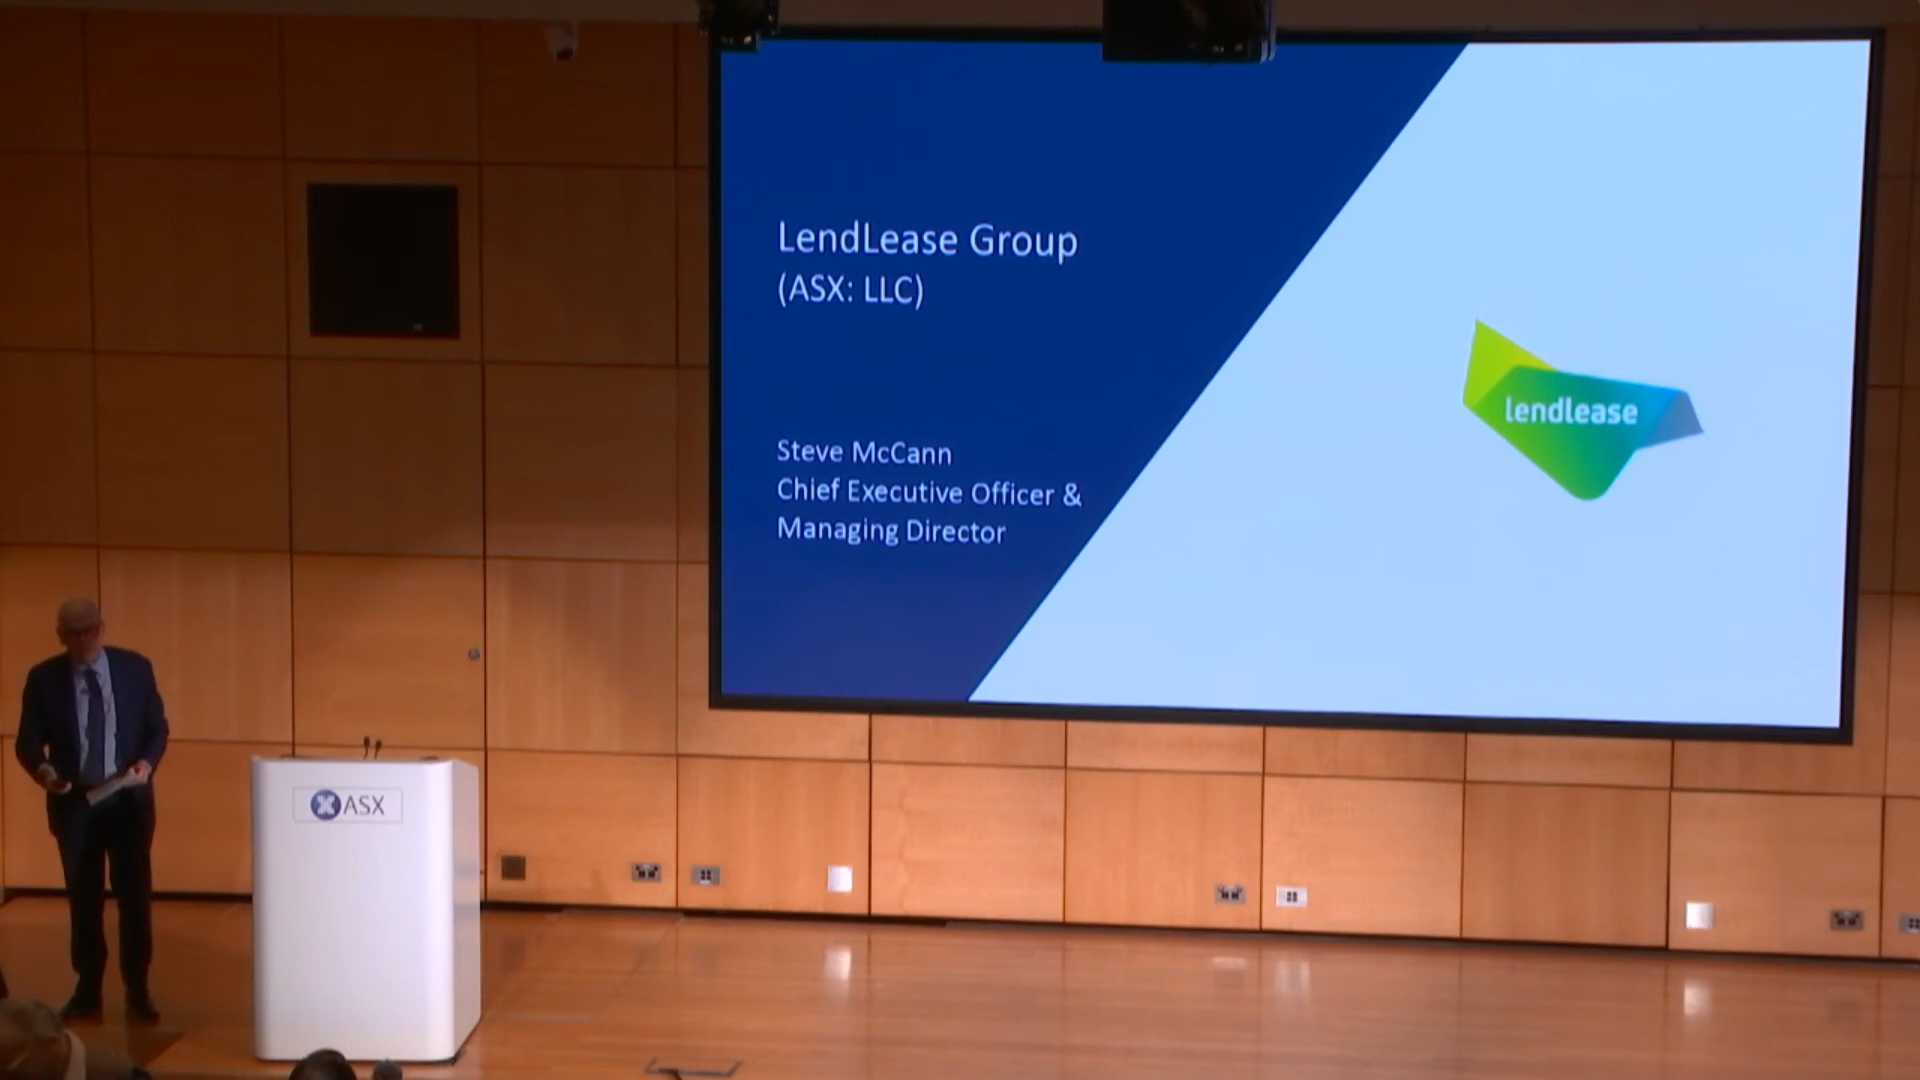 LendLease Group
(ASX: LLC)
Steve McCann
Chief Executive Officer &
Managing Director
lendlease
ASX